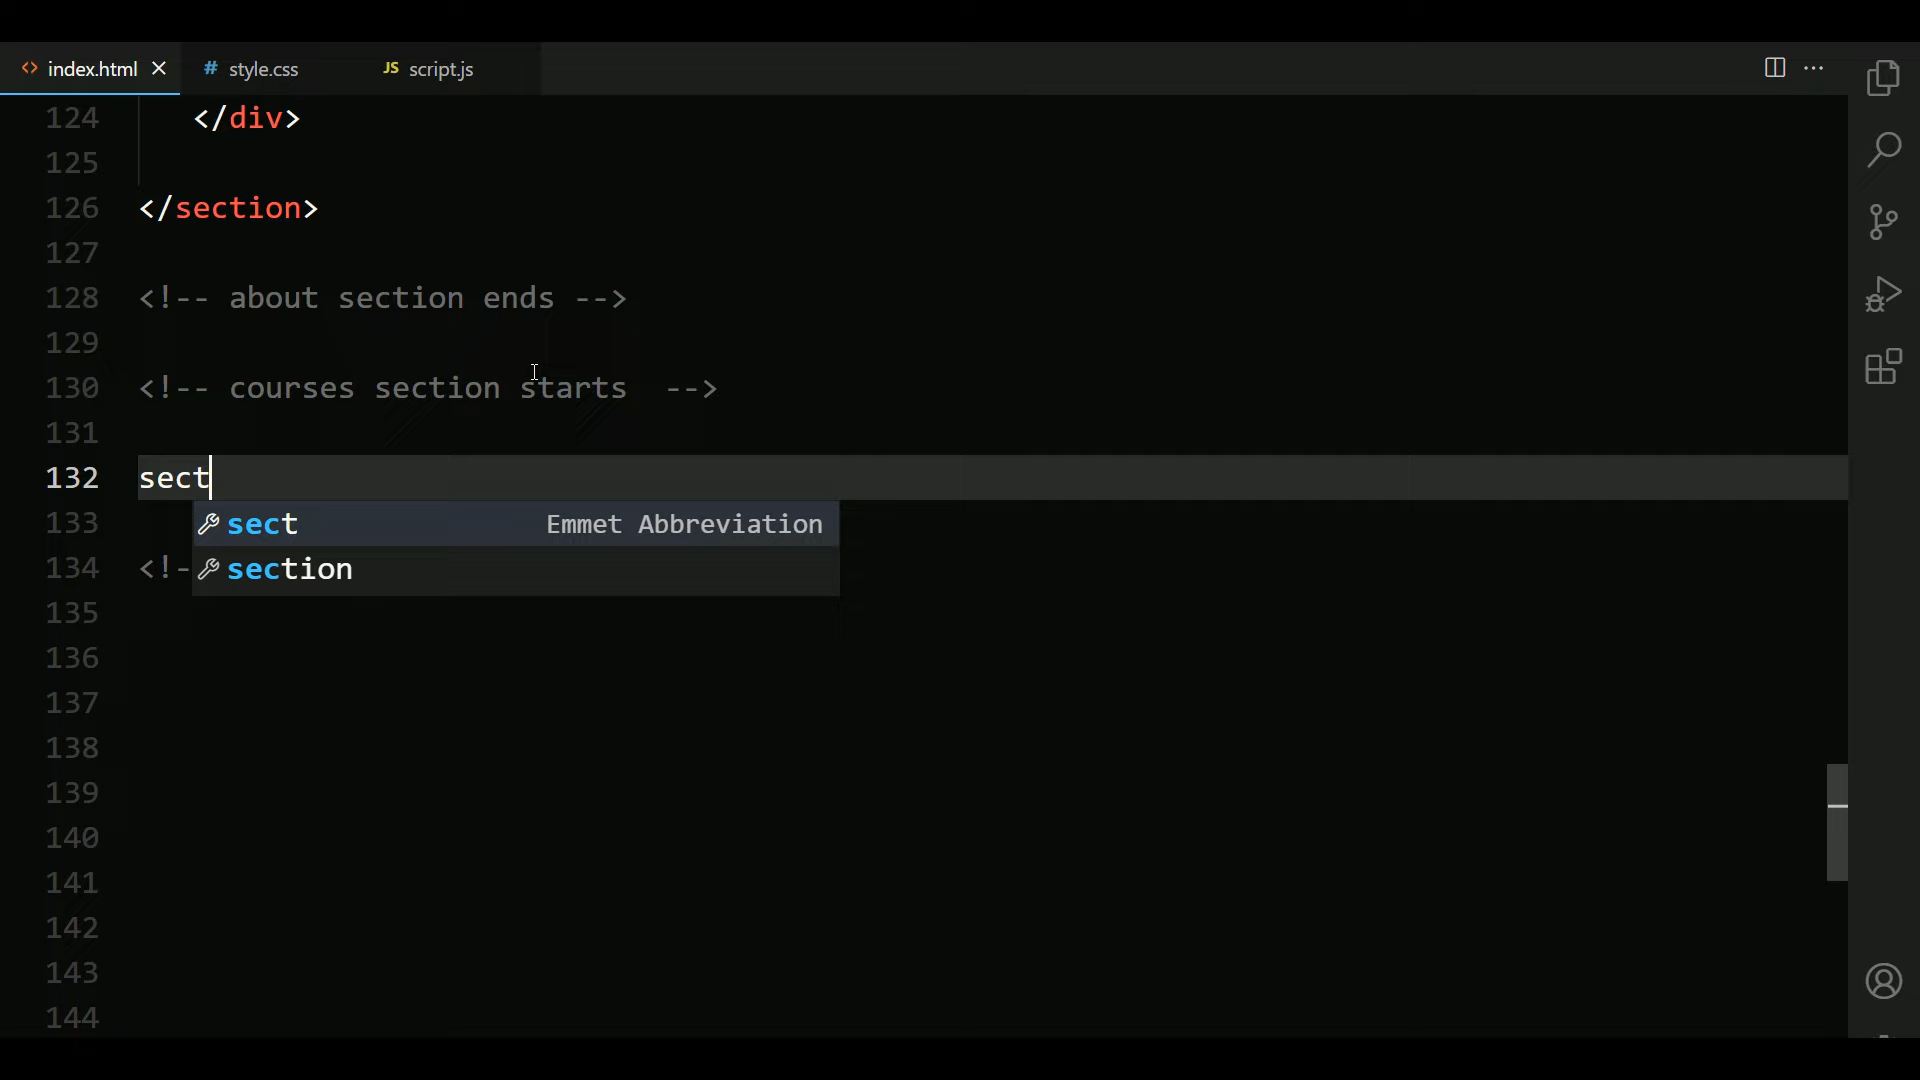 index.html
style.css
JS script.js
124 </div>
125
126 </section>
127
128 <!-- about section ends -->
129
130 <!-- courses section starts  -->
131
132 sect
133 sect Emmet Abbreviation
134 <!- section
135
136
137
138
139
140
141
142
143
144